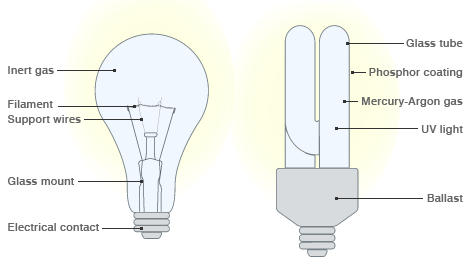 Inert gas
Filament
Support wires
Glass mount
Electrical contact
Glass tube
Phosphor coating
Mercury-Argon gas
UV light
Ballast